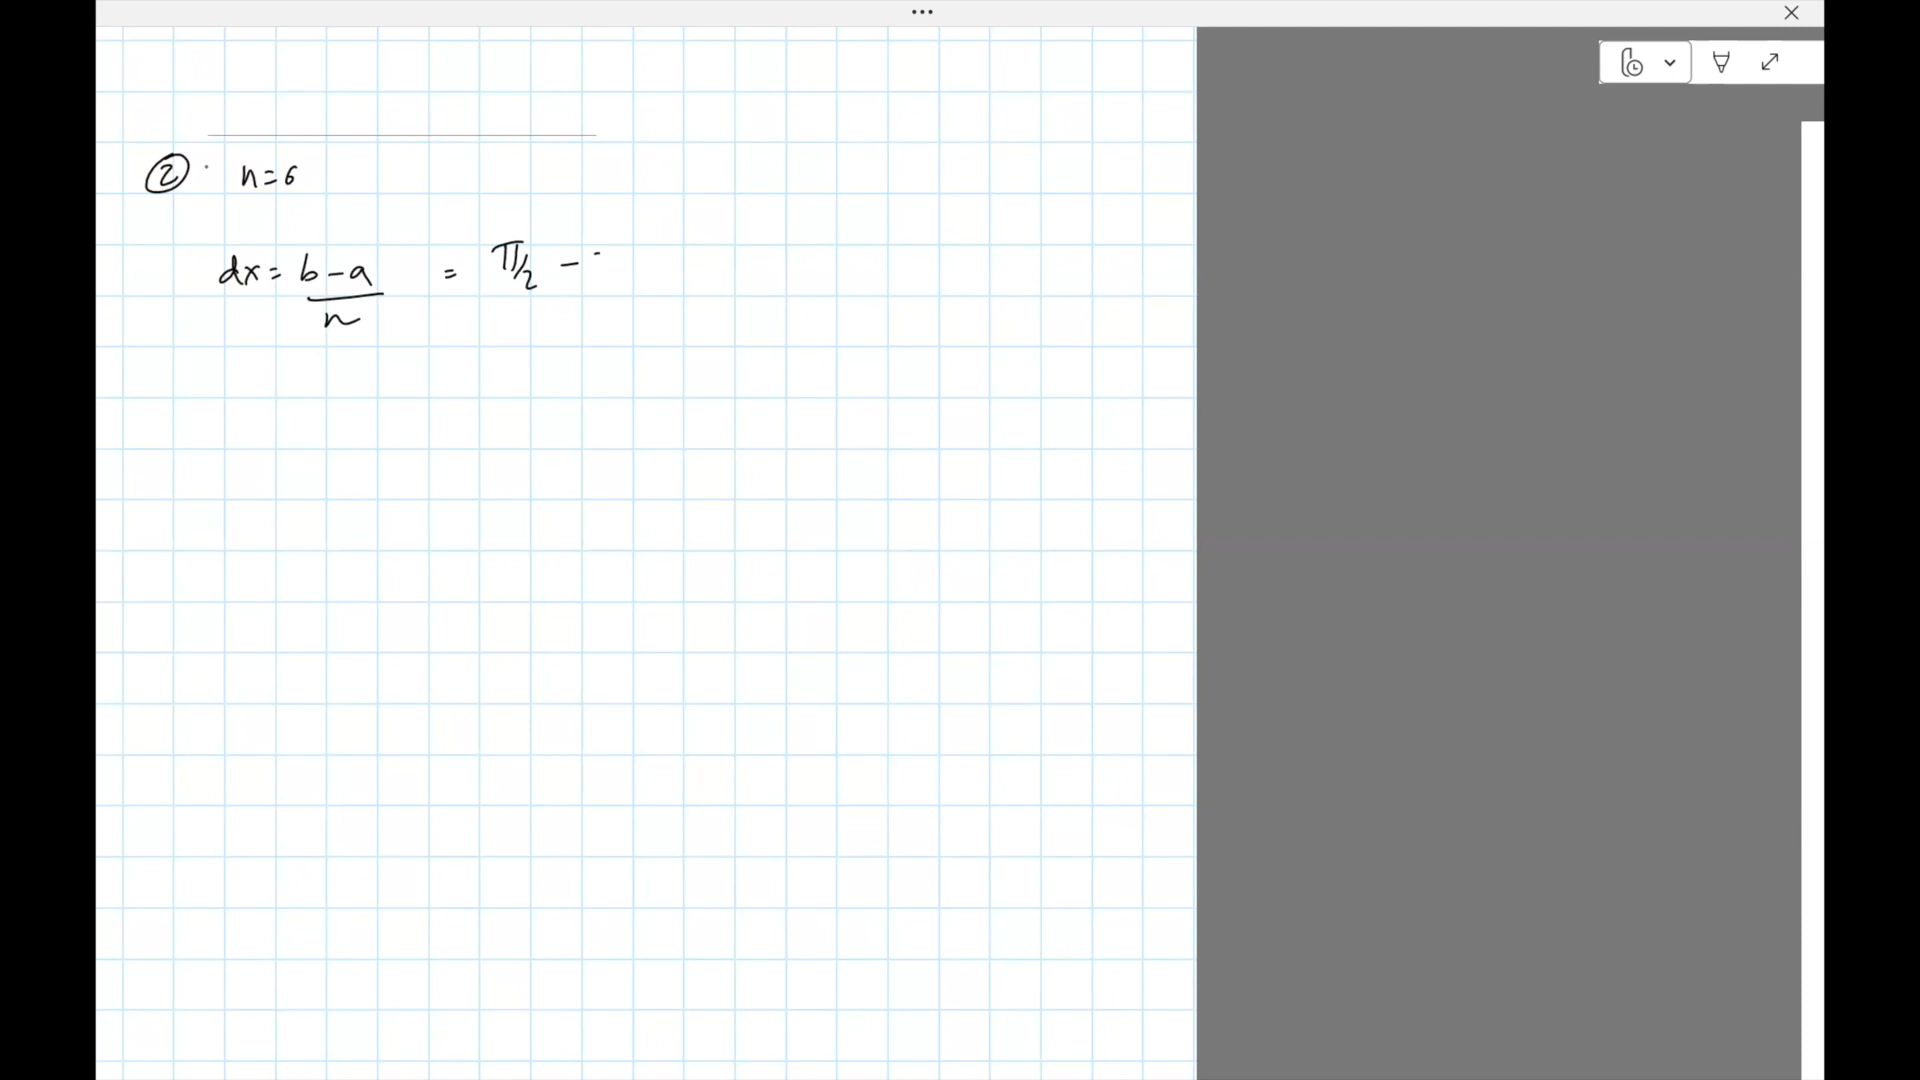 ② n=6
dx = b-a = π/2 -
n